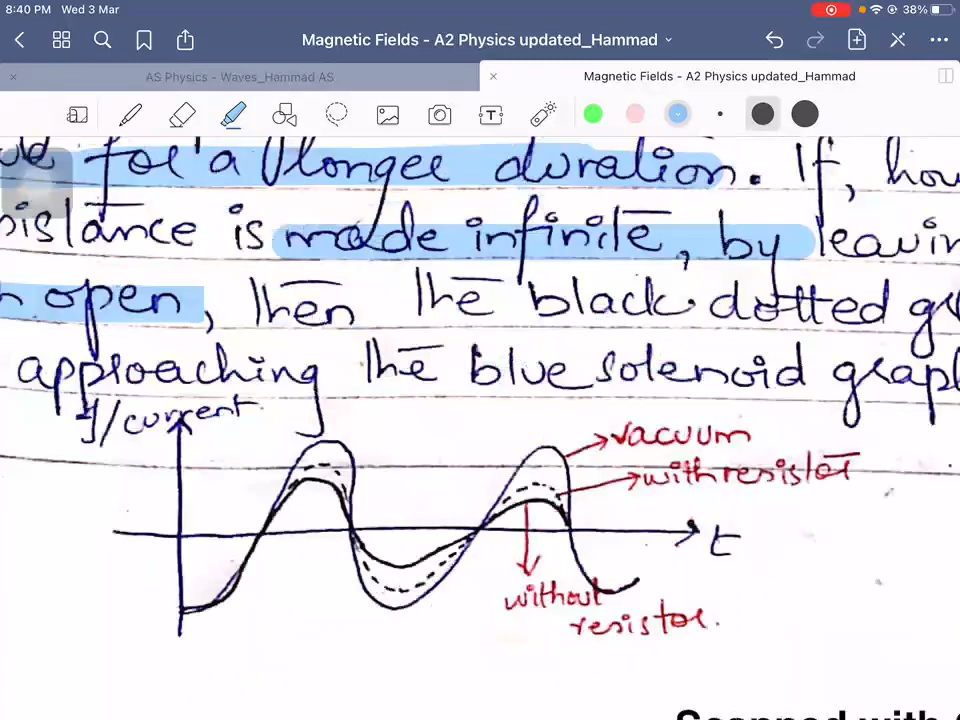 8:40 PM Wed 3 Mar
38%
Magnetic Fields - A2 Physics updated_Hammad
AS Physics - Waves_Hammad AS
Magnetic Fields - A2 Physics updated_Hammad
for a longer duration. If, how
is made infinite, by leavin
open, then the black dotted
approaching the blue solenoid grap
/current
vacuum
with resistor
t
without
resistor.
Scanned with